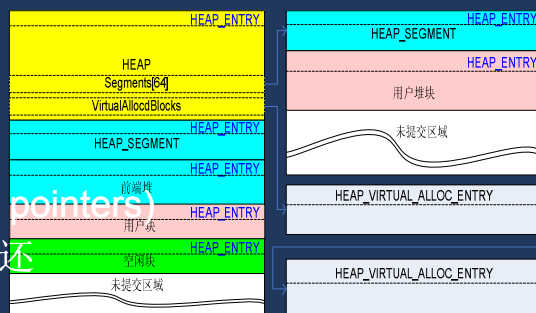 HEAP_ENTRY
HEAP
Segments[64]
VirtualAllocdBlocks
HEAP_ENTRY
HEAP_SEGMENT
HEAP_ENTRY
前端堆
pointers)
HEAP_ENTRY
用户块
还
HEAP_ENTRY
空闲块
未提交区域
HEAP_ENTRY
HEAP_SEGMENT
HEAP_ENTRY
用户堆块
未提交区域
HEAP_VIRTUAL_ALLOC_ENTRY
HEAP_VIRTUAL_ALLOC_ENTRY